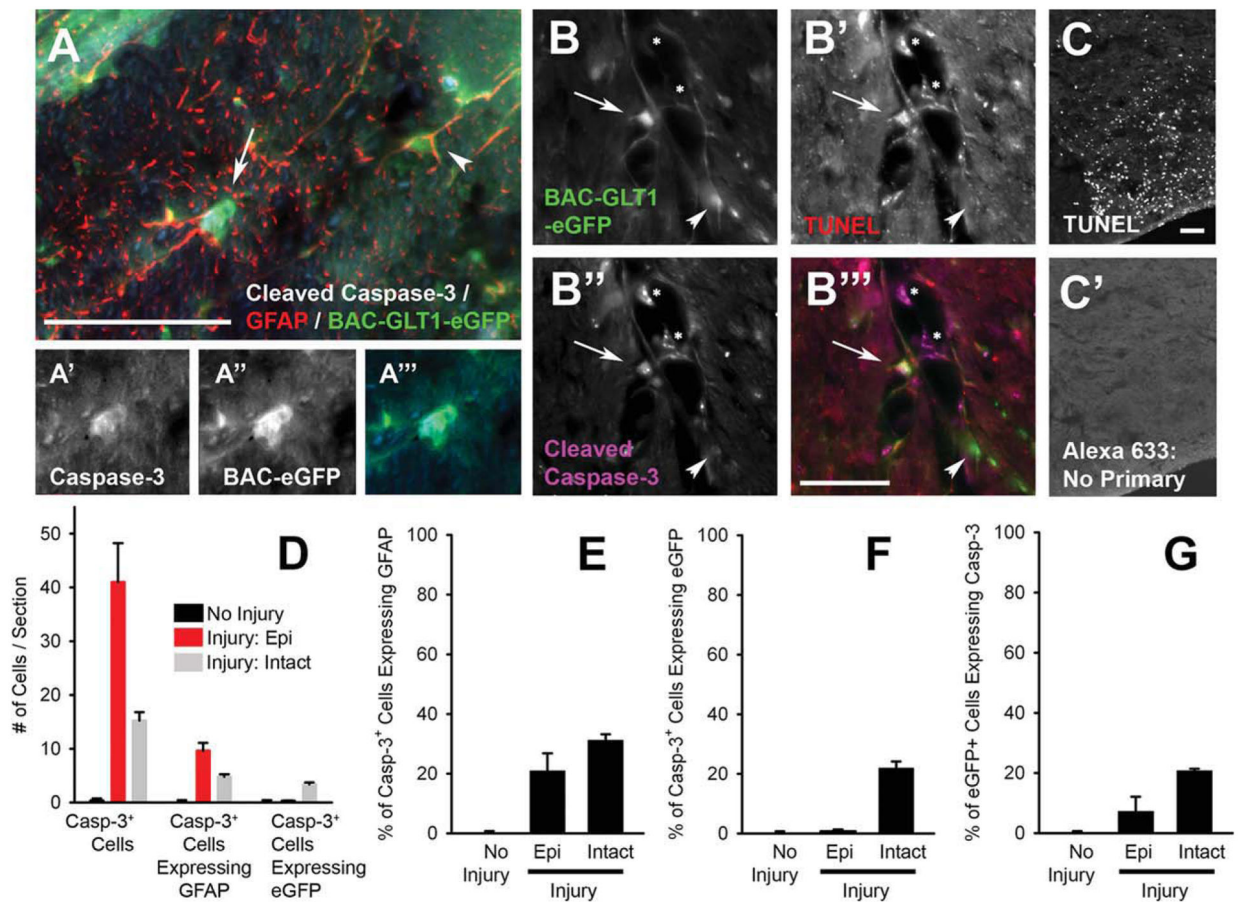 A
Cleaved Caspase-3 /
GFAP / BAC-GLT1-eGFP
A'
Caspase-3
A''
BAC-eGFP
A'''
B
*
*
BAC-GLT1
-eGFP
B'
*
*
TUNEL
C
TUNEL
B''
*
*
Cleaved
Caspase-3
B'''
*
*
C'
Alexa 633:
No Primary
D
# of Cells / Section
50
40
30
20
10
0
No Injury
Injury: Epi
Injury: Intact
Casp-3⁺
Cells
Casp-3⁺
Cells
Expressing
GFAP
Casp-3⁺
Cells
Expressing
eGFP
E
% of Casp-3⁺ Cells Expressing GFAP
100
80
60
40
20
0
No
Injury
Epi
Intact
Injury
F
% of Casp-3⁺ Cells Expressing eGFP
100
80
60
40
20
0
No
Injury
Epi
Intact
Injury
G
% of eGFP+ Cells Expressing Casp-3
100
80
60
40
20
0
No
Injury
Epi
Intact
Injury